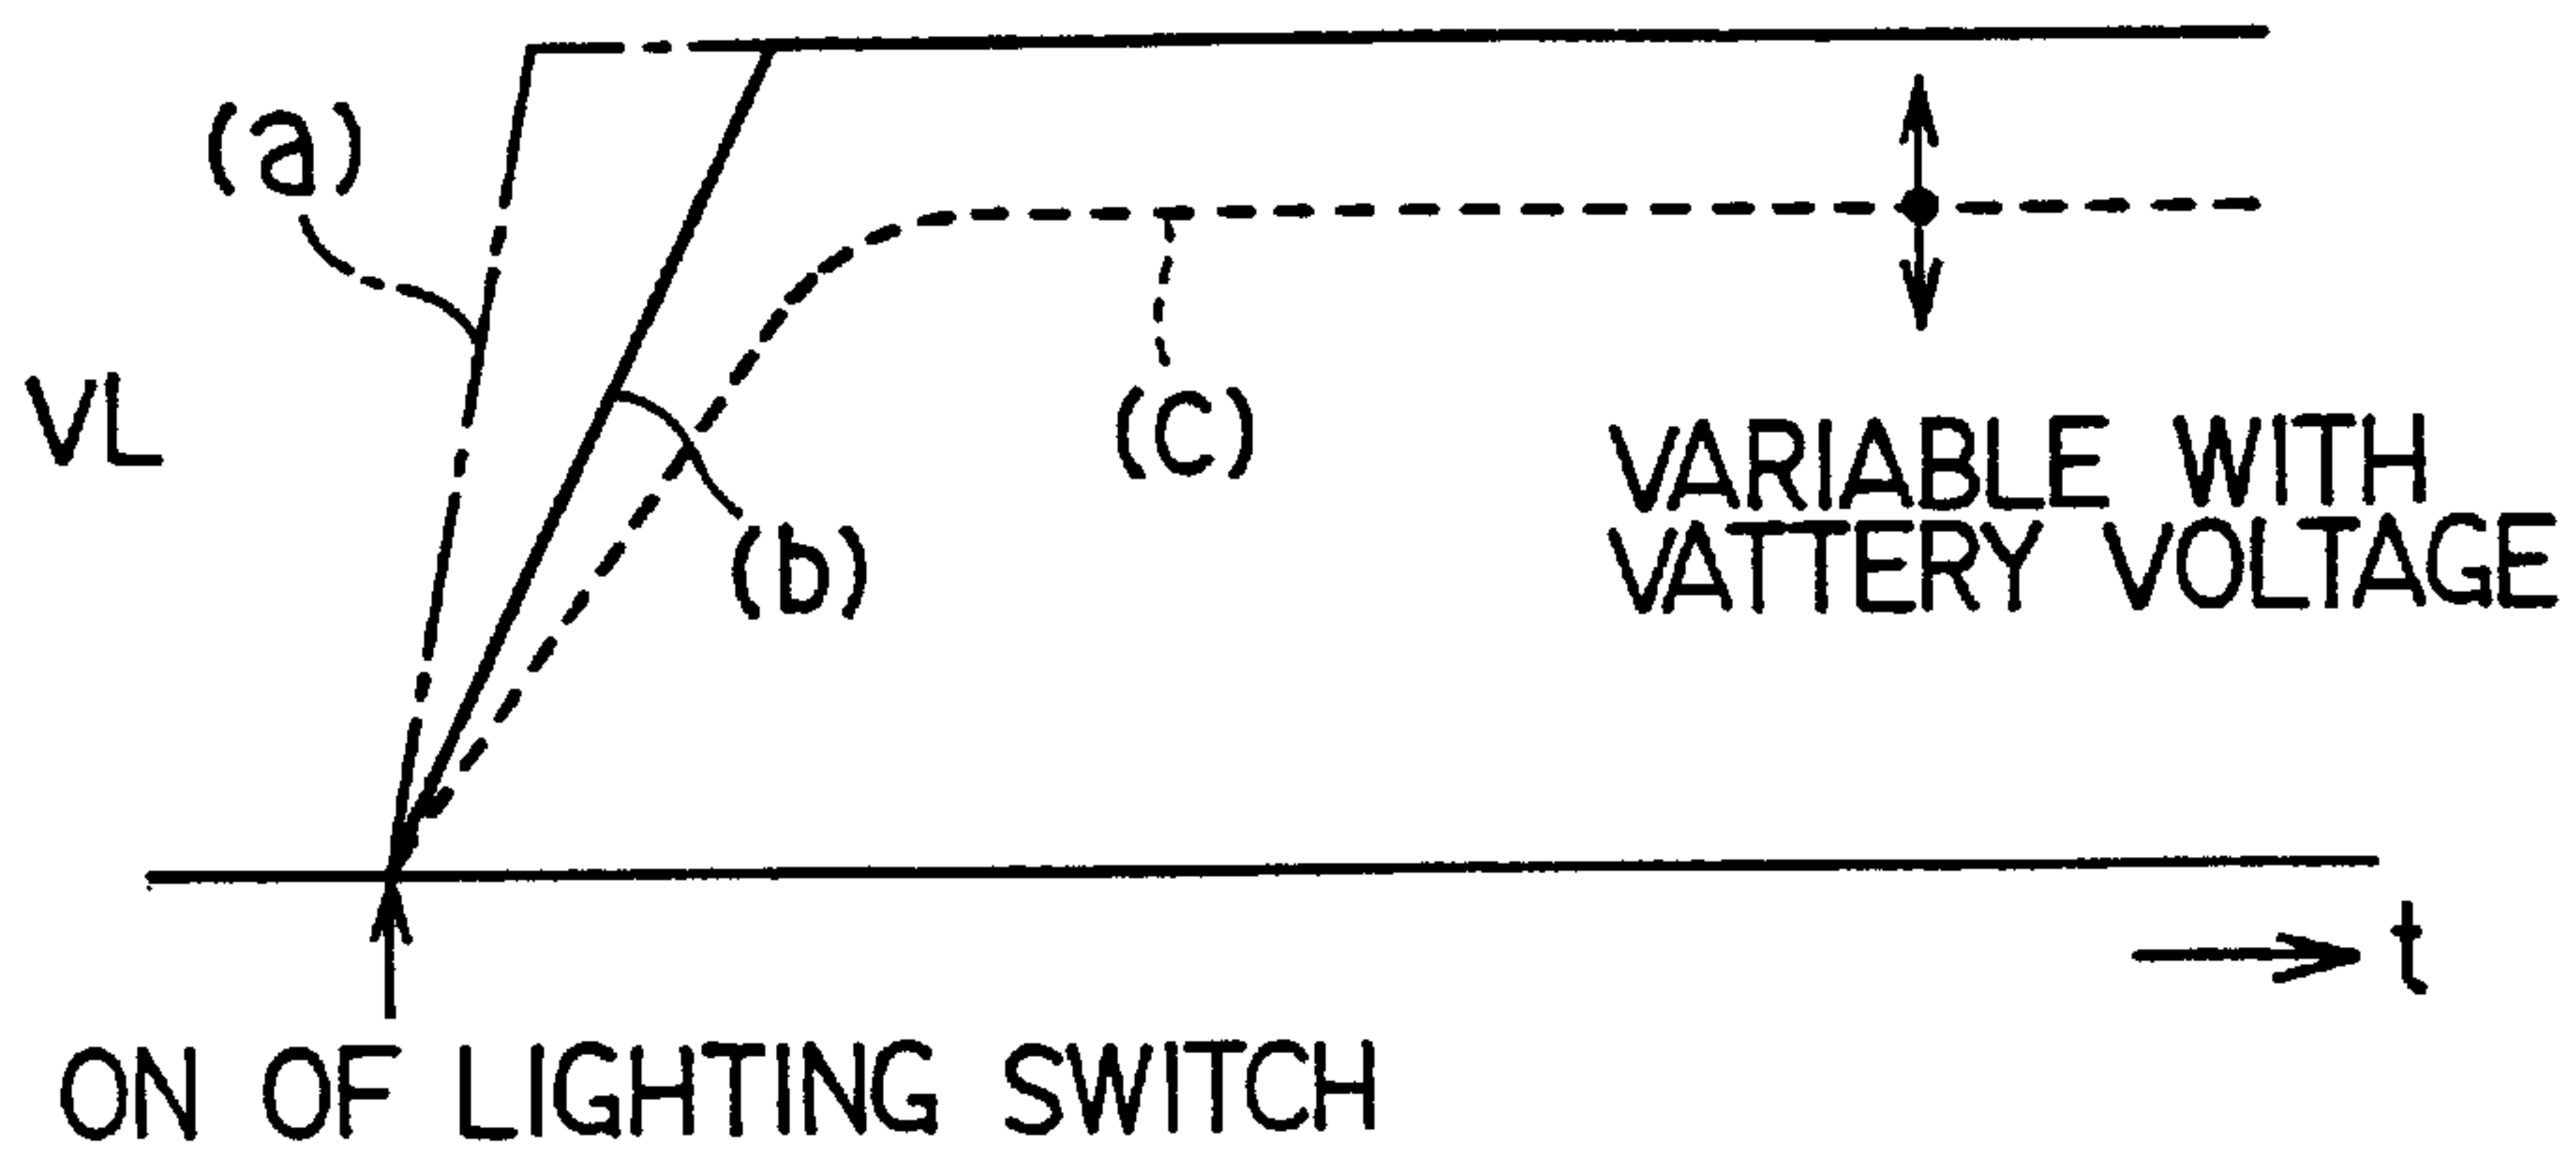 (a)
VL
(b)
(c)
VARIABLE WITH
VATTERY VOLTAGE
t
ON OF LIGHTING SWITCH